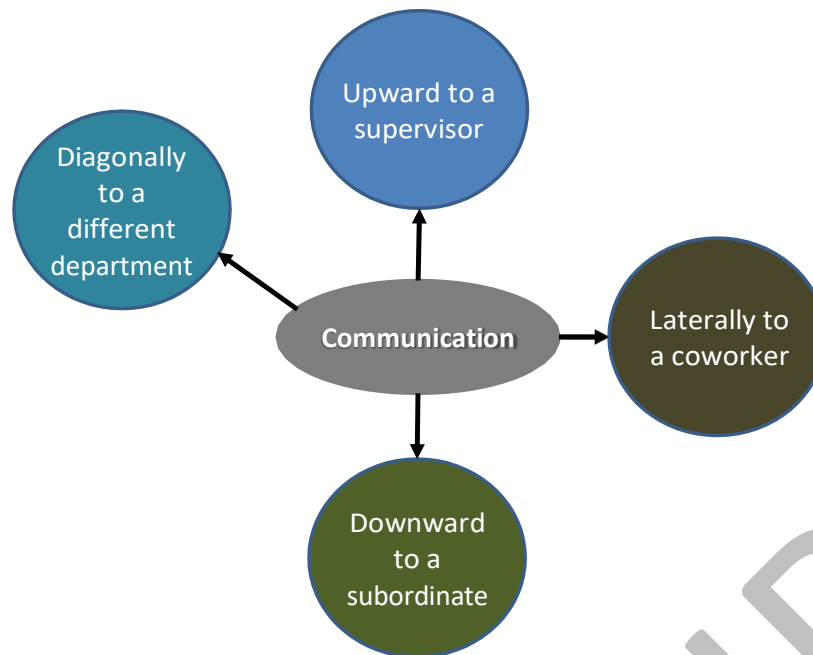 Upward to a
supervisor
Diagonally
to a
different
department
Communication
Laterally to
a coworker
Downward
to a
subordinate